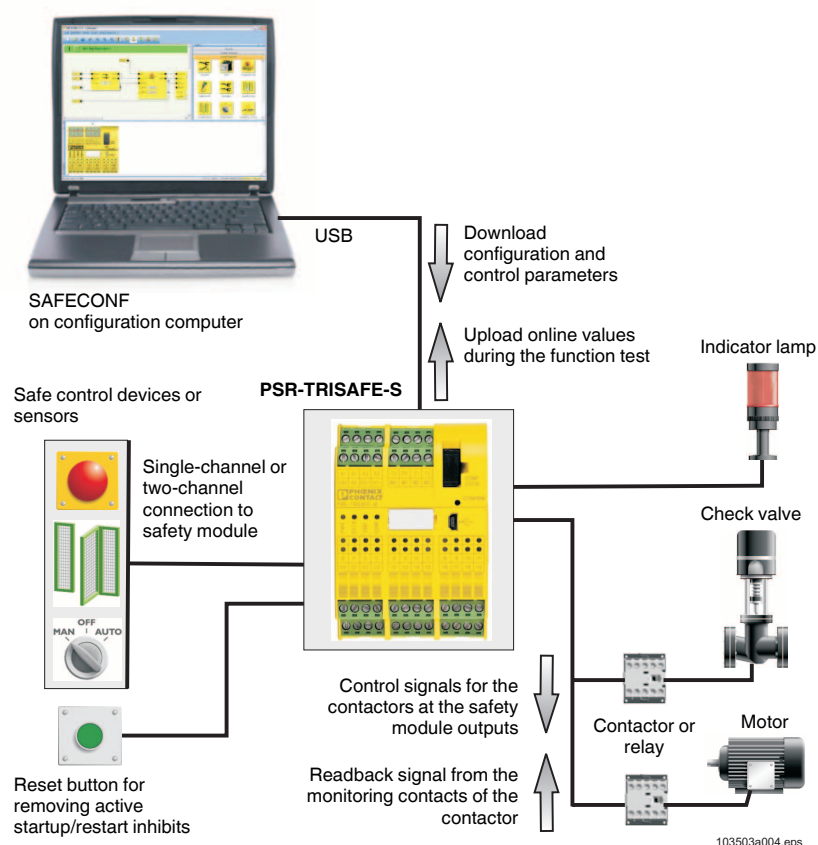 USB
Download
configuration and
control parameters
SAFECONF
on configuration computer
Upload online values
during the function test
Indicator lamp
PSR-TRISAFE-S
Safe control devices or
sensors
Single-channel or
two-channel
connection to
safety module
PHOENIX
CONTACT
Check valve
OFF
MAN
AUTO
Control signals for the
contactors at the safety
module outputs
Contactor or
relay
Motor
Reset button for
removing active
startup/restart inhibits
Readback signal from the
monitoring contacts of the
contactor
103503a004.eps